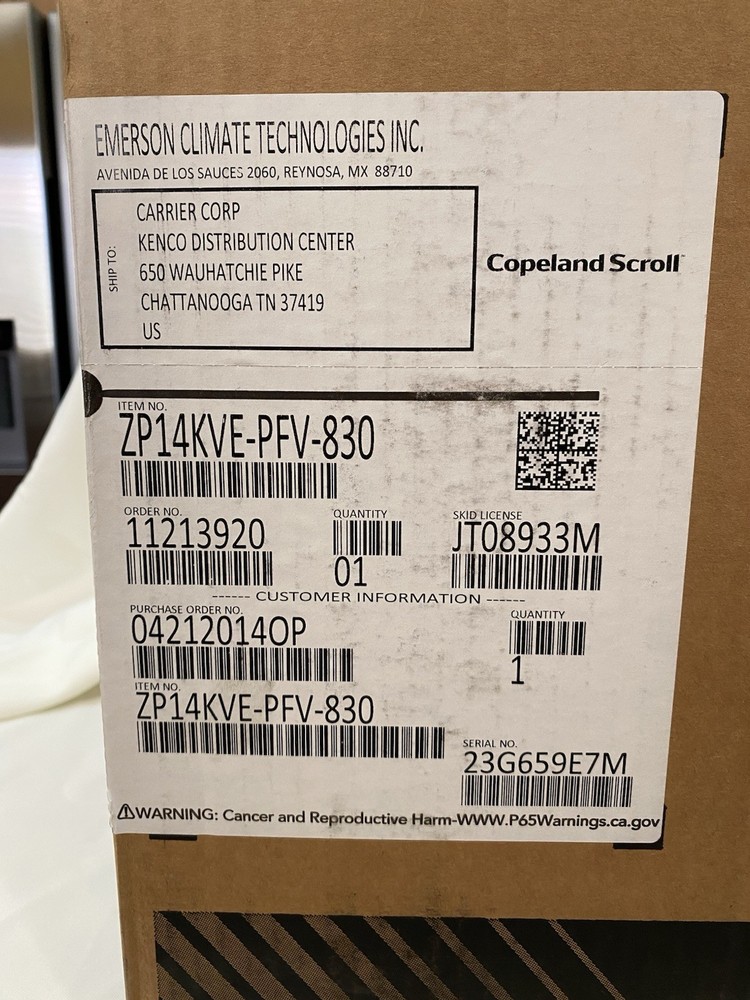 EMERSON CLIMATE TECHNOLOGIES INC.
AVENIDA DE LOS SAUCES 2060, REYNOSA, MX 88710
SHIP TO:
CARRIER CORP
KENCO DISTRIBUTION CENTER
650 WAUHATCHIE PIKE
CHATTANOOGA TN 37419
US
Copeland Scroll™
ITEM NO.
ZP14KVE-PFV-830
ORDER NO.
11213920
QUANTITY
01
SKID LICENSE
JT08933M
------ CUSTOMER INFORMATION ------
PURCHASE ORDER NO.
04212014OP
QUANTITY
1
ITEM NO.
ZP14KVE-PFV-830
SERIAL NO.
23G659E7M
⚠WARNING: Cancer and Reproductive Harm-WWW.P65Warnings.ca.gov